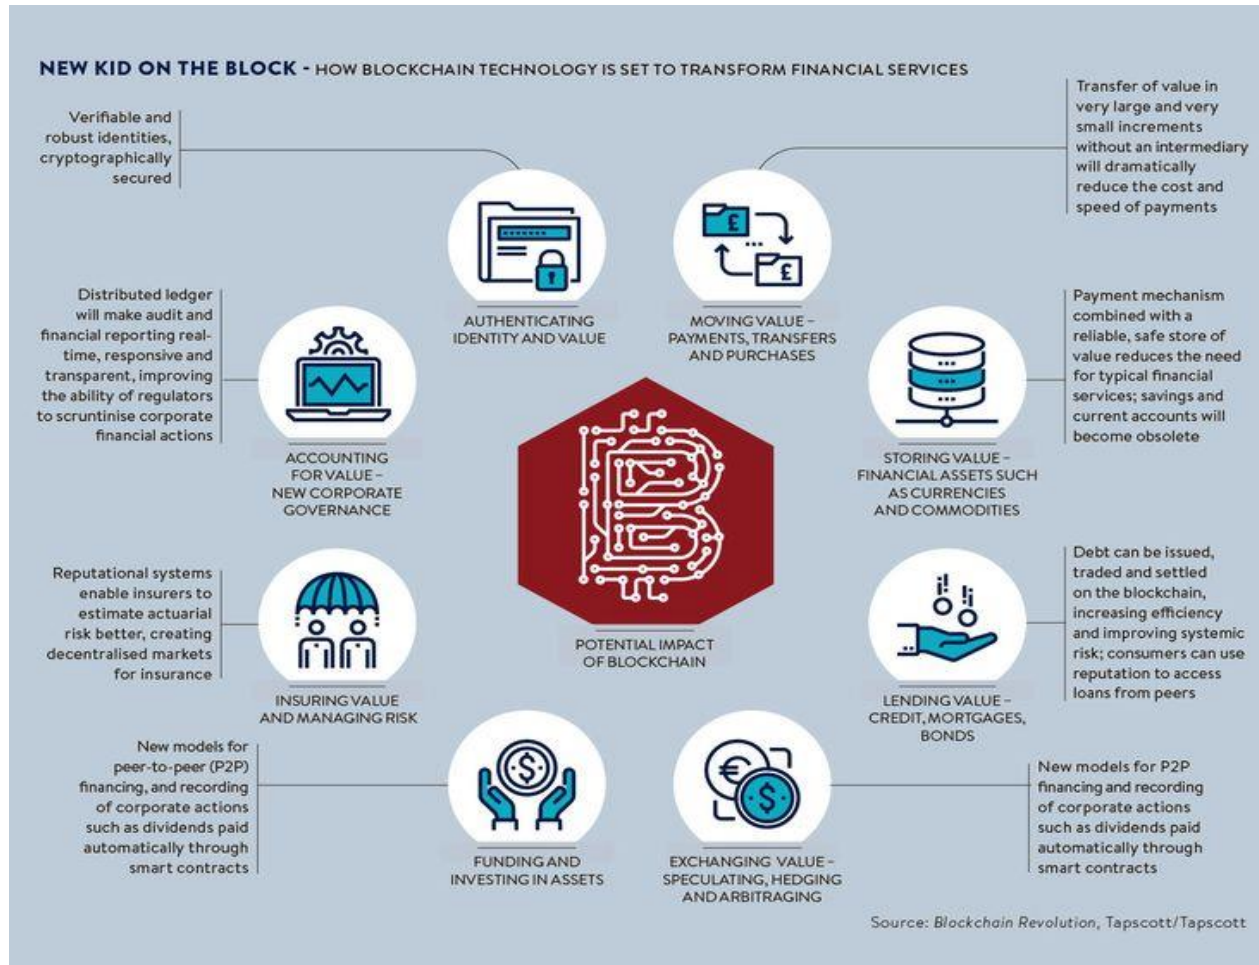 NEW KID ON THE BLOCK - HOW BLOCKCHAIN TECHNOLOGY IS SET TO TRANSFORM FINANCIAL SERVICES
Verifiable and
robust identities,
cryptographically
secured
AUTHENTICATING
IDENTITY AND VALUE
Transfer of value in
very large and very
small increments
without an intermediary
will dramatically
reduce the cost and
speed of payments
£
...
£
MOVING VALUE –
PAYMENTS, TRANSFERS
AND PURCHASES
Distributed ledger
will make audit and
financial reporting real-
time, responsive and
transparent, improving
the ability of regulators
to scruntinise corporate
financial actions
ACCOUNTING
FOR VALUE –
NEW CORPORATE
GOVERNANCE
Payment mechanism
combined with a
reliable, safe store of
value reduces the need
for typical financial
services; savings and
current accounts will
become obsolete
STORING VALUE –
FINANCIAL ASSETS SUCH
AS CURRENCIES
AND COMMODITIES
B
POTENTIAL IMPACT
OF BLOCKCHAIN
Reputational systems
enable insurers to
estimate actuarial
risk better, creating
decentralised markets
for insurance
INSURING VALUE
AND MANAGING RISK
Debt can be issued,
traded and settled
on the blockchain,
increasing efficiency
and improving systemic
risk; consumers can use
reputation to access
loans from peers
LENDING VALUE –
CREDIT, MORTGAGES,
BONDS
New models for
peer-to-peer (P2P)
financing, and recording
of corporate actions
such as dividends paid
automatically through
smart contracts
$
FUNDING AND
INVESTING IN ASSETS
€
$
EXCHANGING VALUE –
SPECULATING, HEDGING
AND ARBITRAGING
New models for P2P
financing and recording
of corporate actions
such as dividends paid
automatically through
smart contracts
Source: Blockchain Revolution, Tapscott/Tapscott